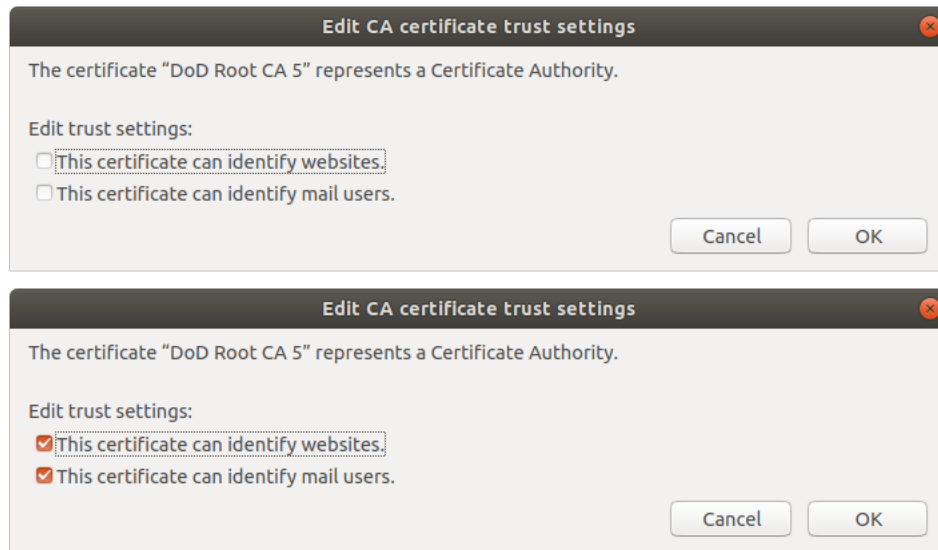 Edit CA certificate trust settings
The certificate “DoD Root CA 5” represents a Certificate Authority.
Edit trust settings:
This certificate can identify websites.
This certificate can identify mail users.
Cancel OK
Edit CA certificate trust settings
The certificate “DoD Root CA 5” represents a Certificate Authority.
Edit trust settings:
This certificate can identify websites.
This certificate can identify mail users.
Cancel OK